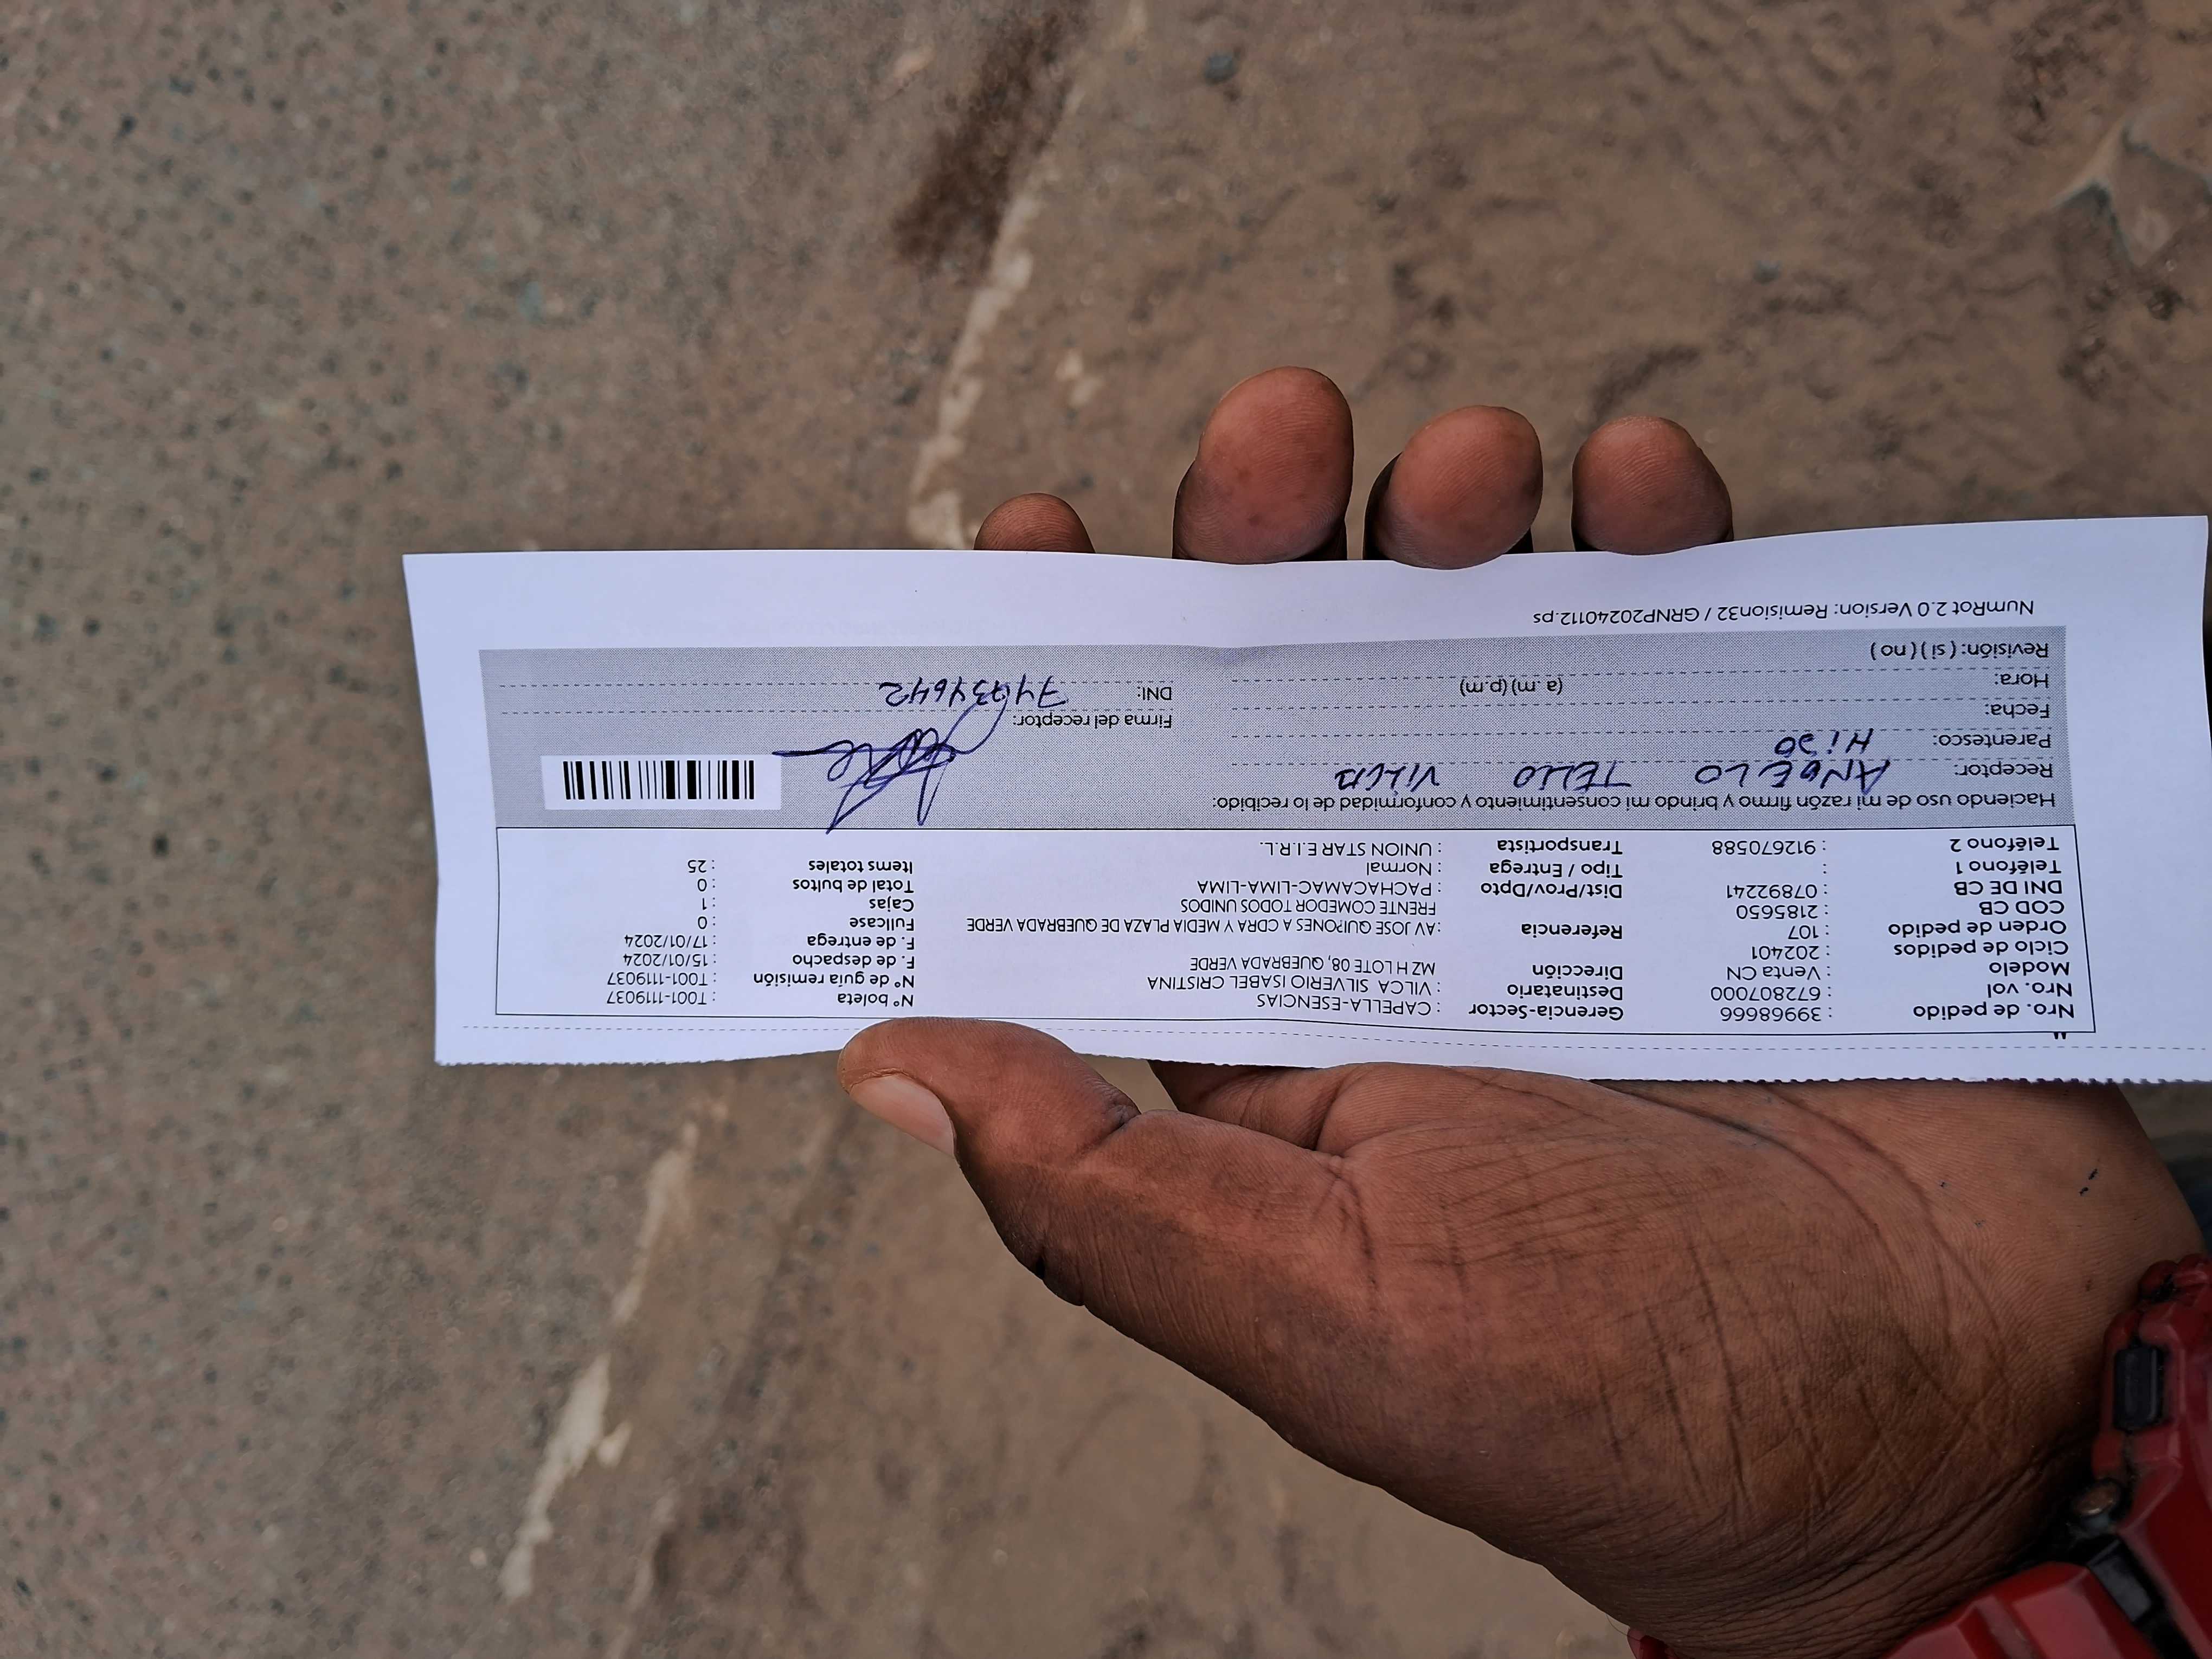 "
Nro. de pedido : 39968666 Gerencia-Sector : CAPELLA-ESENCIAS N° boleta : T001-1119037
Nro. vol. : 672807000 Destinatario : VILCA SILVERIO ISABEL CRISTINA N° de guía remisión : T001-1119037
Modelo : Venta CN Dirección MZ H LOTE 08, QUEBRADA VERDE F. de despacho : 15/01/2024
Ciclo de pedidos : 202401 F. de entrega : 17/01/2024
Orden de pedido : 107 Referencia : AV JOSE QUIÑONES A CDRA Y MEDIA PLAZA DE QUEBRADA VERDE Fullcase : 0
COD CB : 2185650 FRENTE COMEDOR TODOS UNIDOS Cajas : 1
DNI DE CB : 07892241 Dist/Prov/Dpto : PACHACAMAC-LIMA-LIMA Total de bultos : 0
Teléfono 1 : Tipo / Entrega : Normal Items totales : 25
Teléfono 2 : 912670588 Transportista : UNION STAR E.I.R.L.
Haciendo uso de mi razón firmo y brindo mi consentimiento y conformidad de lo recibido:
Receptor: ANGELO TELLO VILCA
Parentesco: HiJO
Fecha: Firma del receptor:
Hora: (a .m) (p.m) DNI:
Revisión: ( si ) ( no )
NumRot 2.0 Version: Remision32 / GRNP20240112.ps